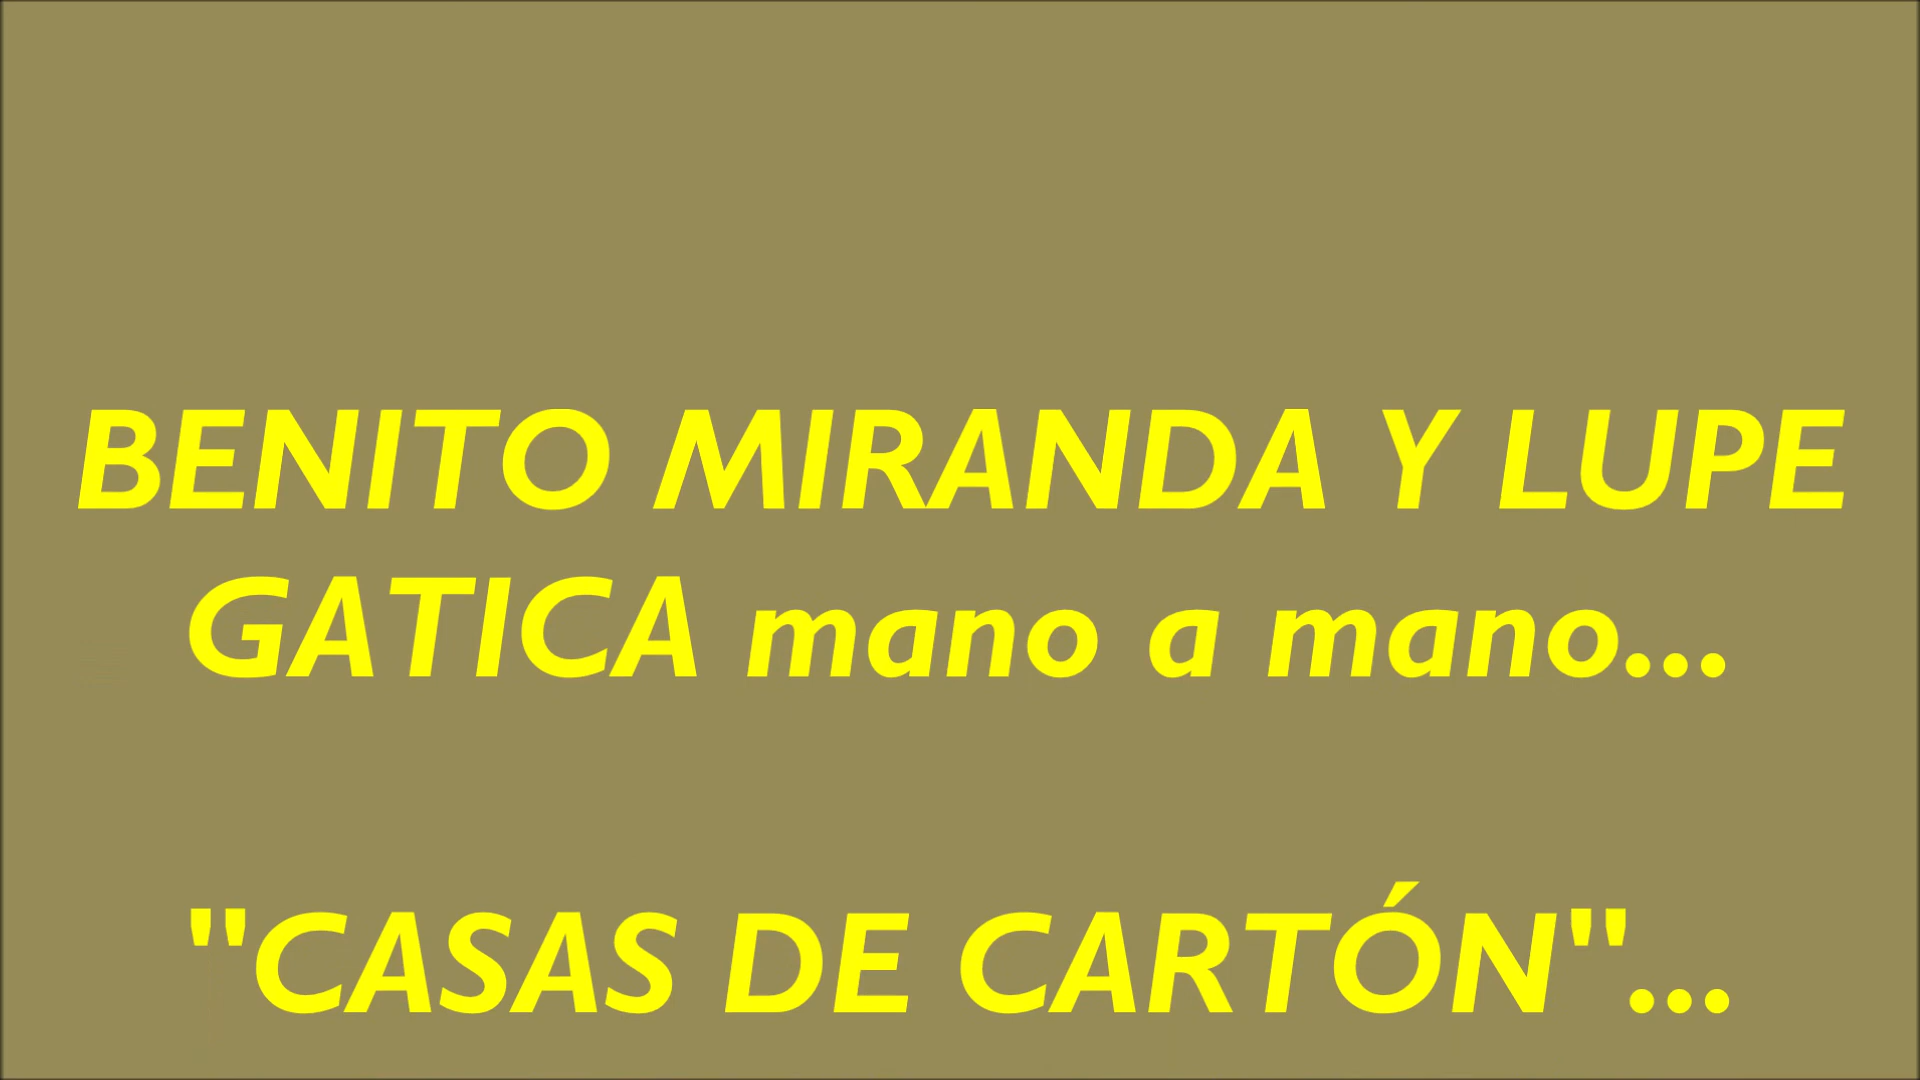 BENITO MIRANDA Y LUPE
GATICA mano a mano...
"CASAS DE CARTÓN"...